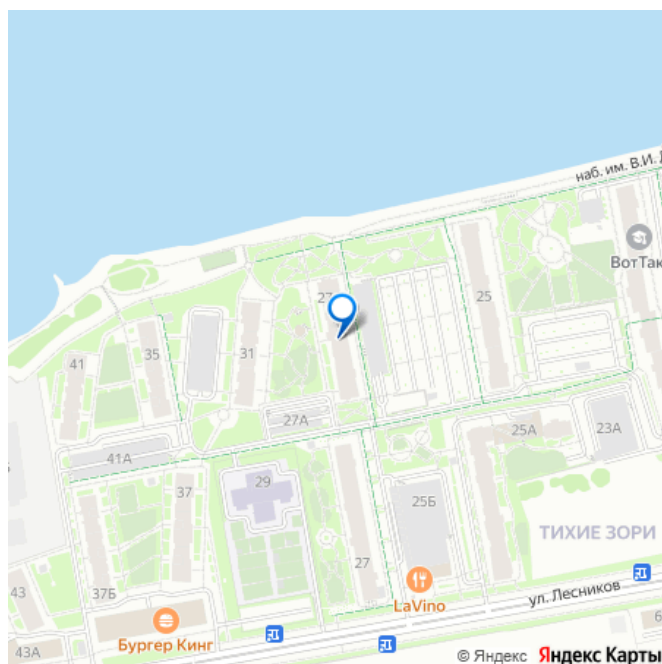 наб. им. В.И. Д
ВотТак
27
25
31
35
41
27А
25А
23А
41А
29
37
25Б
ТИХИЕ ЗОРИ
27
37Б
43
LaVino
ул. Лесников
Бургер Кинг
43А
© Яндекс Яндекс Карты